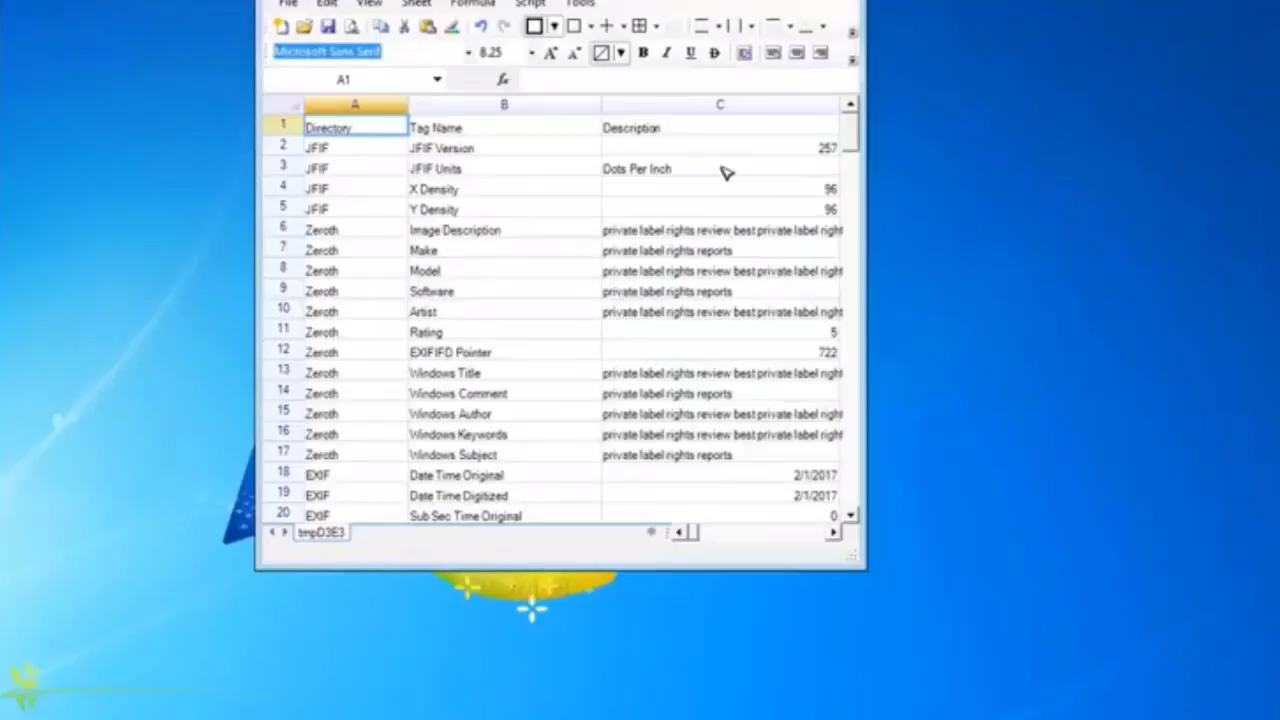 File Edit View Sheet Formula Script Tools
Microsoft Sans Serif 8.25 A A B I U D
A1 fx
A B C
1 Directory Tag Name Description
2 JFIF JFIF Version 257
3 JFIF JFIF Units Dots Per Inch
4 JFIF X Density 96
5 JFIF Y Density 96
6 Zeroth Image Description private label rights review best private label right
7 Zeroth Make private label rights reports
8 Zeroth Model private label rights review best private label right
9 Zeroth Software private label rights reports
10 Zeroth Artist private label rights review best private label right
11 Zeroth Rating 5
12 Zeroth EXIFIFD Pointer 722
13 Zeroth Windows Title private label rights review best private label right
14 Zeroth Windows Comment private label rights reports
15 Zeroth Windows Author private label rights review best private label right
16 Zeroth Windows Keywords private label rights review best private label right
17 Zeroth Windows Subject private label rights reports
18 EXIF Date Time Original 2/1/2017
19 EXIF Date Time Digitized 2/1/2017
20 EXIF Sub Sec Time Original 0
tmpD3E3